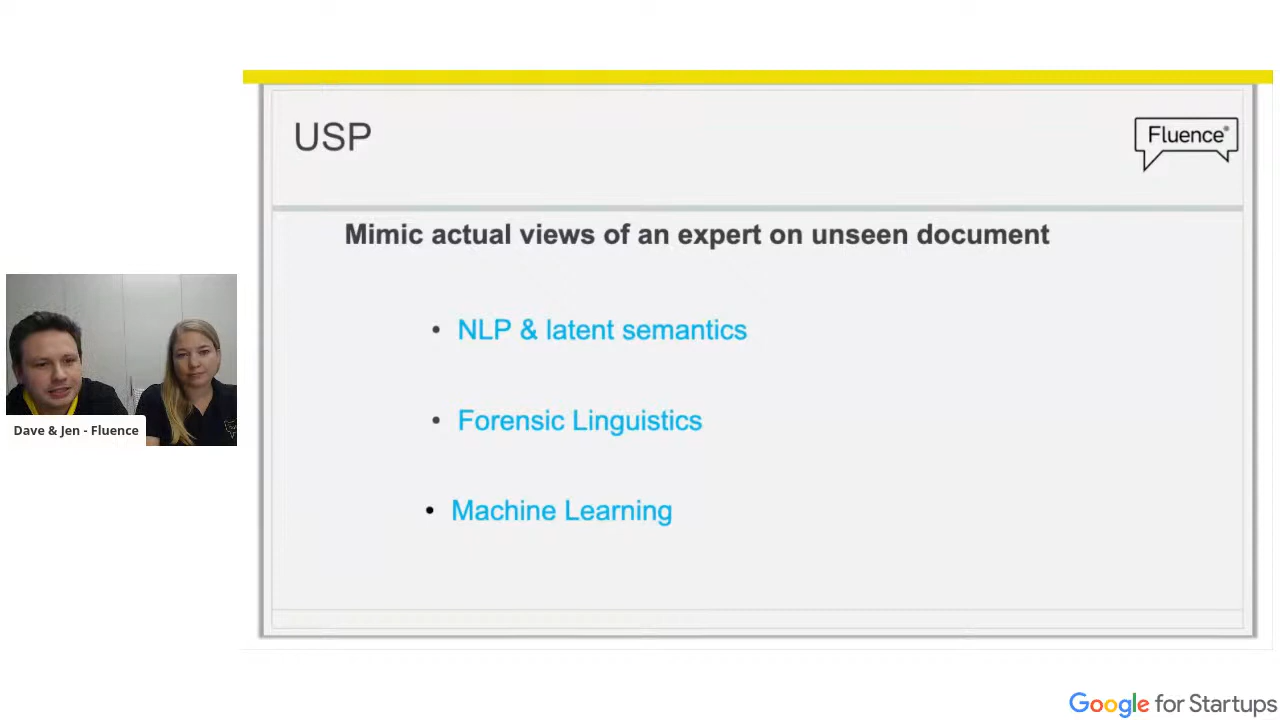 USP
Fluence®
Mimic actual views of an expert on unseen document
• NLP & latent semantics
• Forensic Linguistics
• Machine Learning
Dave & Jen - Fluence
Google for Startups